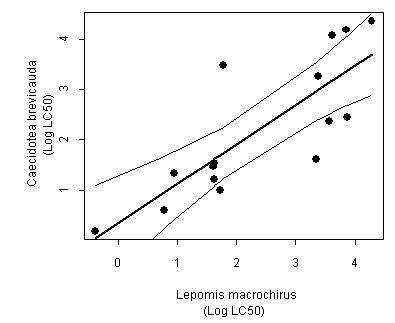 Caecidotea brevicauda
(Log LC50)
4
3
2
1
0 1 2 3 4
Lepomis macrochirus
(Log LC50)